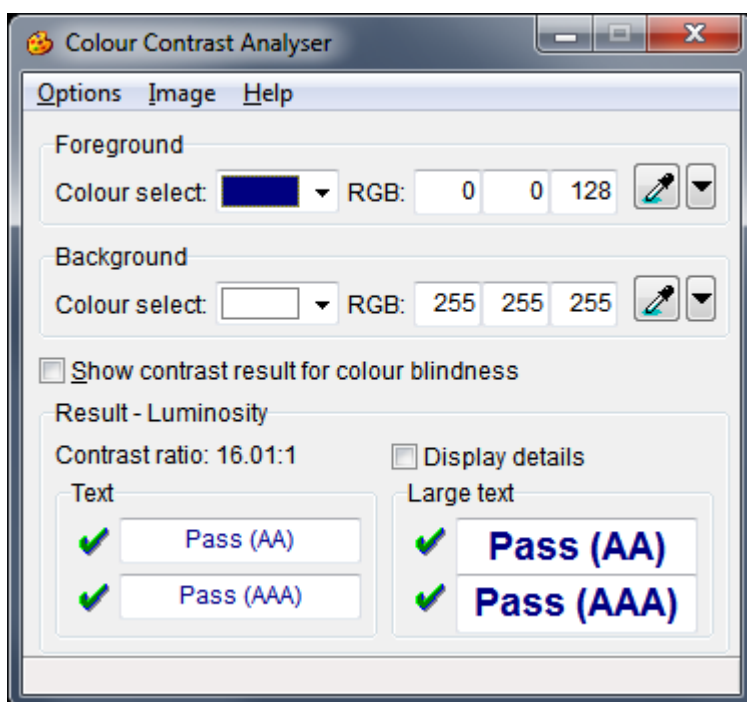 Colour Contrast Analyser
Options Image Help
Foreground
Colour select: RGB: 0 0 128
Background
Colour select: RGB: 255 255 255
Show contrast result for colour blindness
Result - Luminosity
Contrast ratio: 16.01:1 Display details
Text Large text
Pass (AA) Pass (AA)
Pass (AAA) Pass (AAA)